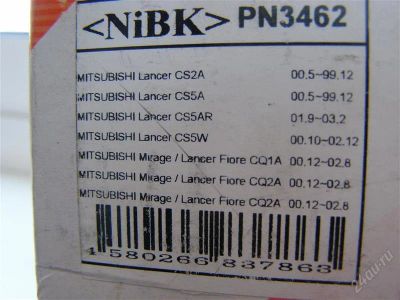 <NiBK> PN3462
MITSUBISHI Lancer CS2A 00.5~99.12
MITSUBISHI Lancer CS5A 00.5~99.12
MITSUBISHI Lancer CS5AR 01.9~03.2
MITSUBISHI Lancer CS5W 00.10~02.12
MITSUBISHI Mirage / Lancer Fiore CQ1A 00.12~02.8
MITSUBISHI Mirage / Lancer Fiore CQ2A 00.12~02.8
MITSUBISHI Mirage / Lancer Fiore CQ2A 00.12~02.8
4 580266 837863
24au.ru